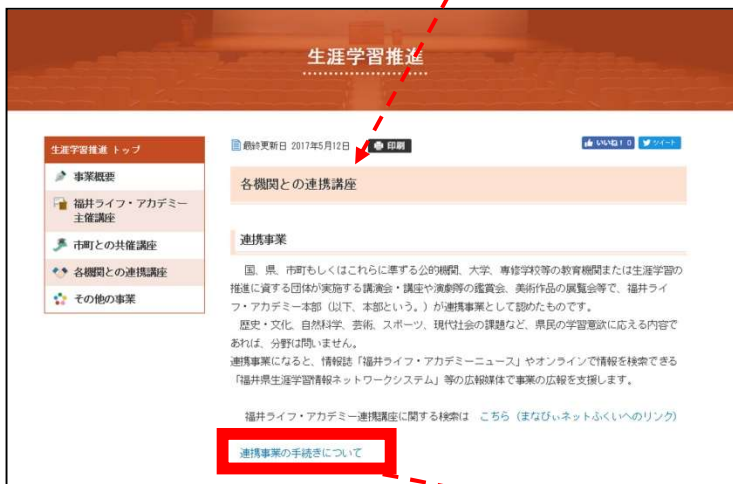 生涯学習推進
生涯学習推進 トップ
事業概要
福井ライフ・アカデミー
主催講座
市町との共催講座
各機関との連携講座
その他の事業
最終更新日 2017年5月12日
印刷
いいね! 0
ツイート
各機関との連携講座
連携事業
国、県、市町もしくはこれらに準ずる公的機関、大学、専修学校等の教育機関または生涯学習の
推進に資する団体が実施する講演会・講座や演劇等の鑑賞会、美術作品の展覧会等で、福井ライ
フ・アカデミー本部（以下、本部という。）が連携事業として認めたものです。
歴史・文化、自然科学、芸術、スポーツ、現代社会の課題など、県民の学習意欲に応える内容で
あれば、分野は問いません。
連携事業になると、情報誌「福井ライフ・アカデミーニュース」やオンラインで情報を検索できる
「福井県生涯学習情報ネットワークシステム」等の広報媒体で事業の広報を支援します。
福井ライフ・アカデミー連携講座に関する検索は こちら（まなびぃネットふくいへのリンク）
連携事業の手続きについて